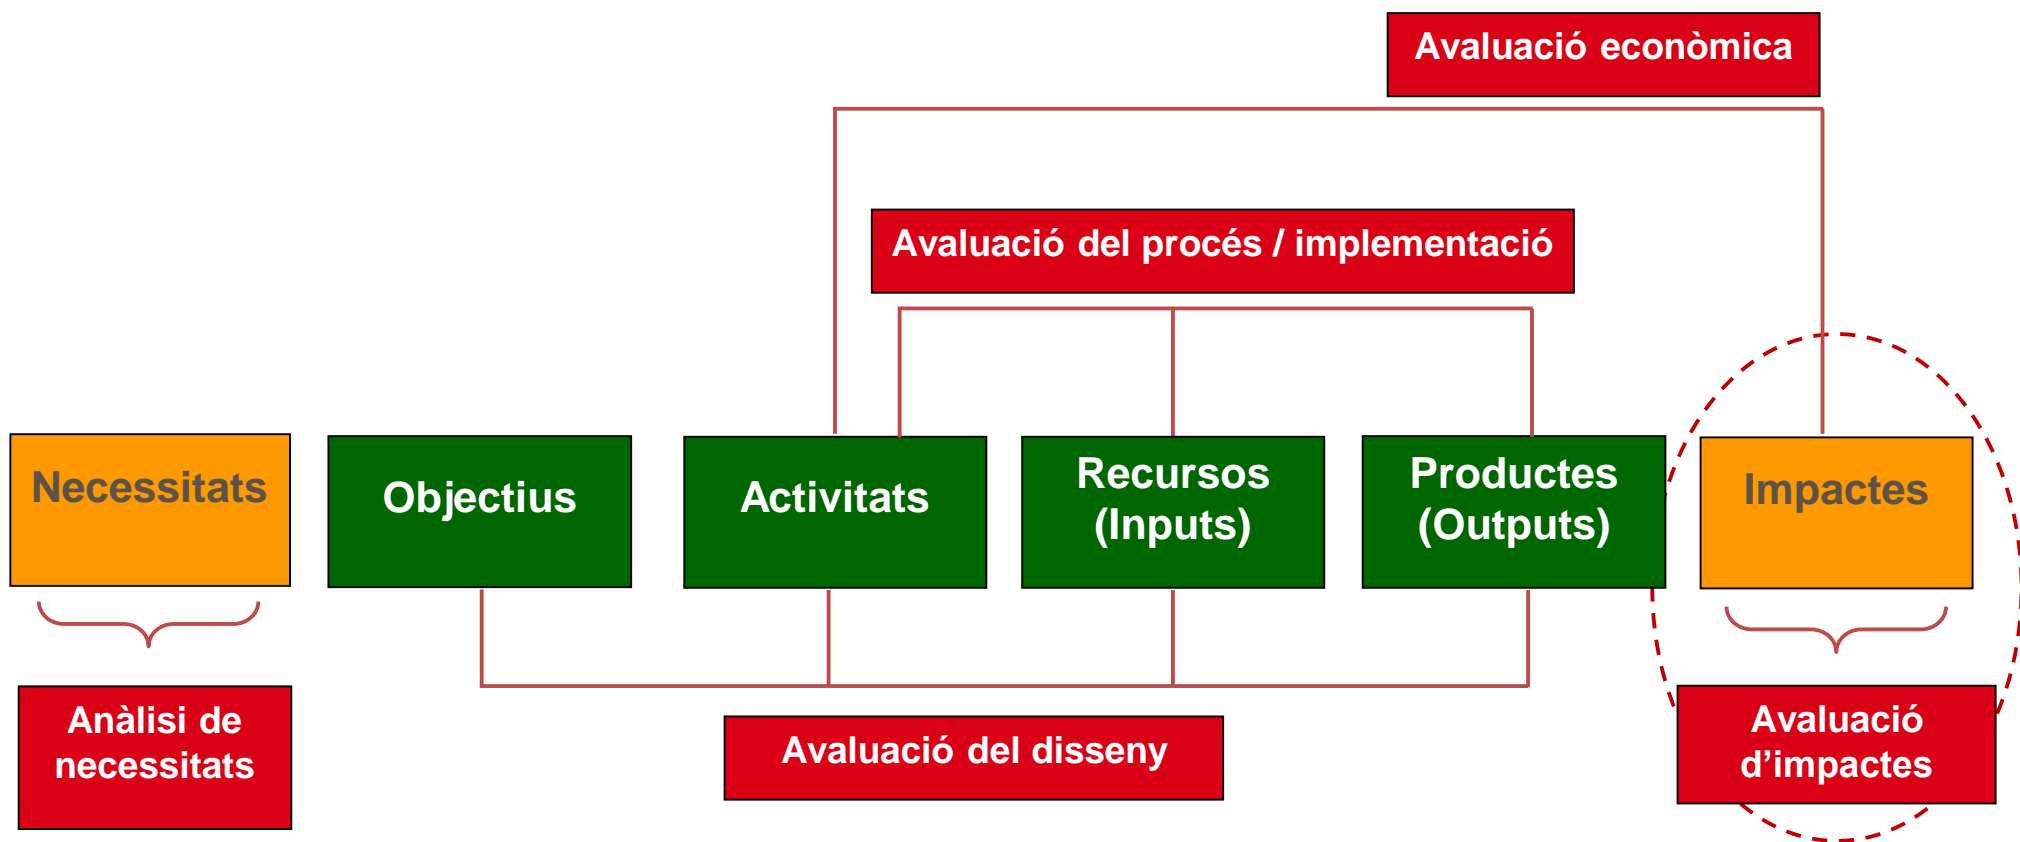 Avaluació econòmica
Avaluació del procés / implementació
Necessitats
Objectius
Activitats
Recursos
(Inputs)
Productes
(Outputs)
Impactes
Anàlisi de
necessitats
Avaluació del disseny
Avaluació
d’impactes